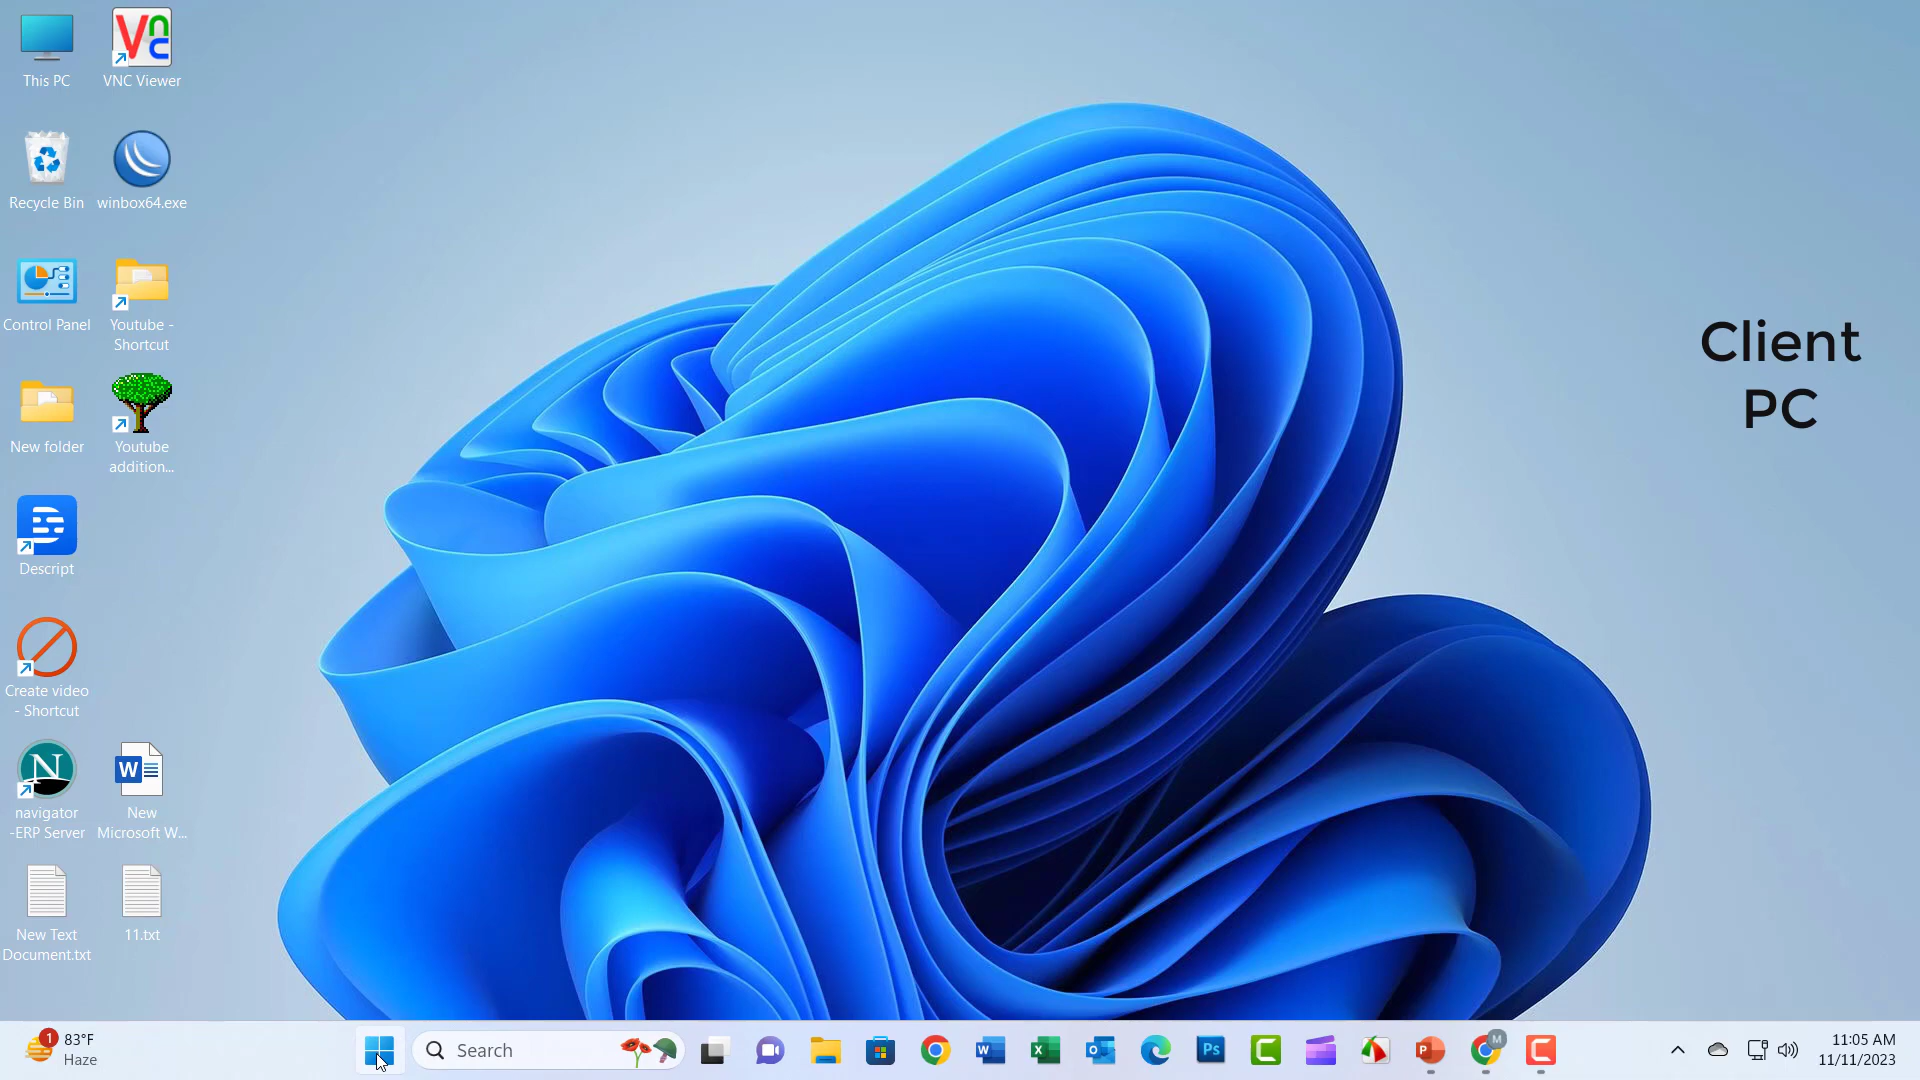 This PC
VNC Viewer
Recycle Bin
winbox64.exe
Control Panel
Youtube -
Shortcut
New folder
Youtube
addition...
Descript
Create video
- Shortcut
navigator
-ERP Server
New
Microsoft W...
New Text
Document.txt
11.txt
Client
PC
1
83°F
Haze
Search
Ps
M
11:05 AM
11/11/2023